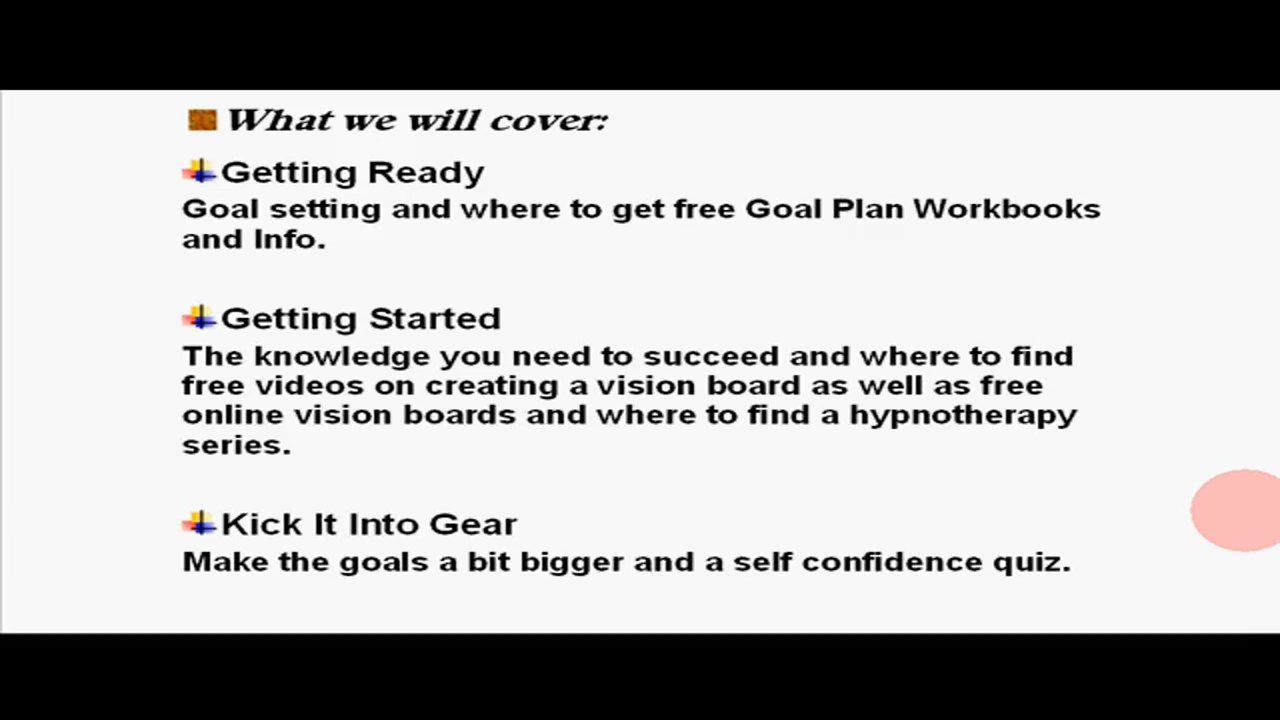 What we will cover:
Getting Ready
Goal setting and where to get free Goal Plan Workbooks
and Info.
Getting Started
The knowledge you need to succeed and where to find
free videos on creating a vision board as well as free
online vision boards and where to find a hypnotherapy
series.
Kick It Into Gear
Make the goals a bit bigger and a self confidence quiz.